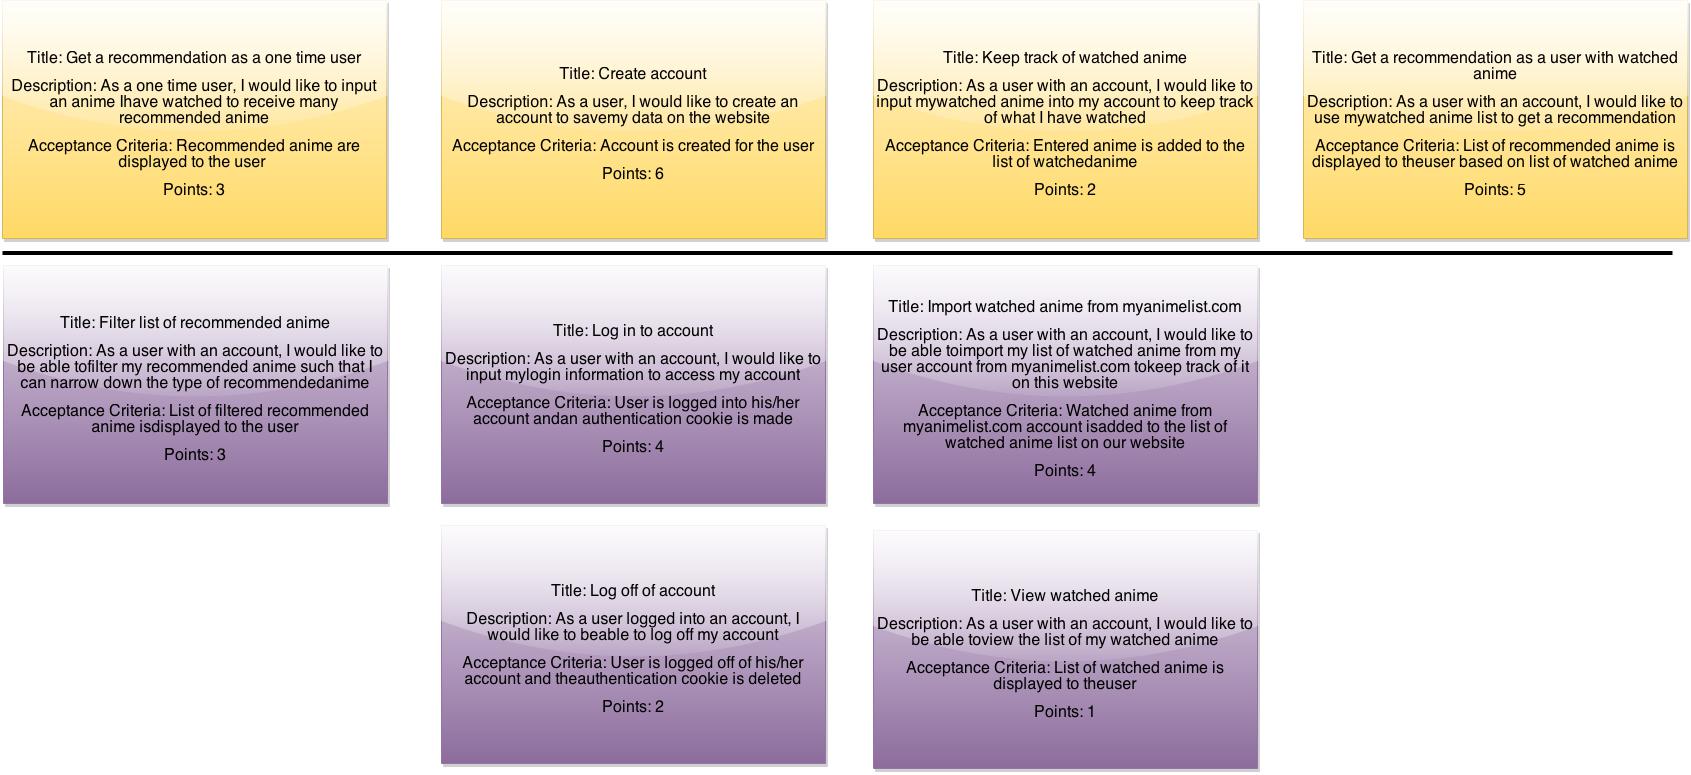 Title: Get a recommendation as a one time user
Description: As a one time user, I would like to input
an anime Ihave watched to receive many
recommended anime
Acceptance Criteria: Recommended anime are
displayed to the user
Points: 3
Title: Create account
Description: As a user, I would like to create an
account to savemy data on the website
Acceptance Criteria: Account is created for the user
Points: 6
Title: Keep track of watched anime
Description: As a user with an account, I would like to
input mywatched anime into my account to keep track
of what I have watched
Acceptance Criteria: Entered anime is added to the
list of watchedanime
Points: 2
Title: Get a recommendation as a user with watched
anime
Description: As a user with an account, I would like to
use mywatched anime list to get a recommendation
Acceptance Criteria: List of recommended anime is
displayed to theuser based on list of watched anime
Points: 5
Title: Filter list of recommended anime
Description: As a user with an account, I would like to
be able tofilter my recommended anime such that I
can narrow down the type of recommendedanime
Acceptance Criteria: List of filtered recommended
anime isdisplayed to the user
Points: 3
Title: Log in to account
Description: As a user with an account, I would like to
input mylogin information to access my account
Acceptance Criteria: User is logged into his/her
account andan authentication cookie is made
Points: 4
Title: Import watched anime from myanimelist.com
Description: As a user with an account, I would like to
be able toimport my list of watched anime from my
user account from myanimelist.com tokeep track of it
on this website
Acceptance Criteria: Watched anime from
myanimelist.com account isadded to the list of
watched anime list on our website
Points: 4
Title: Log off of account
Description: As a user logged into an account, I
would like to beable to log off my account
Acceptance Criteria: User is logged off of his/her
account and theauthentication cookie is deleted
Points: 2
Title: View watched anime
Description: As a user with an account, I would like to
be able toview the list of my watched anime
Acceptance Criteria: List of watched anime is
displayed to theuser
Points: 1